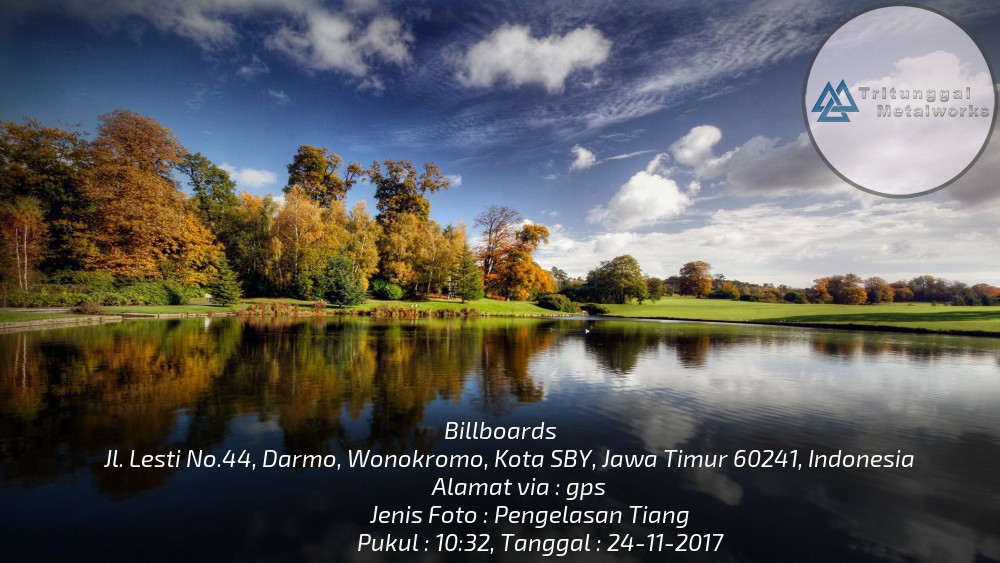 Tritunggal
Metalworks
Billboards
Jl. Lesti No.44, Darmo, Wonokromo, Kota SBY, Jawa Timur 60241, Indonesia
Alamat via : gps
Jenis Foto : Pengelasan Tiang
Pukul : 10:32, Tanggal : 24-11-2017